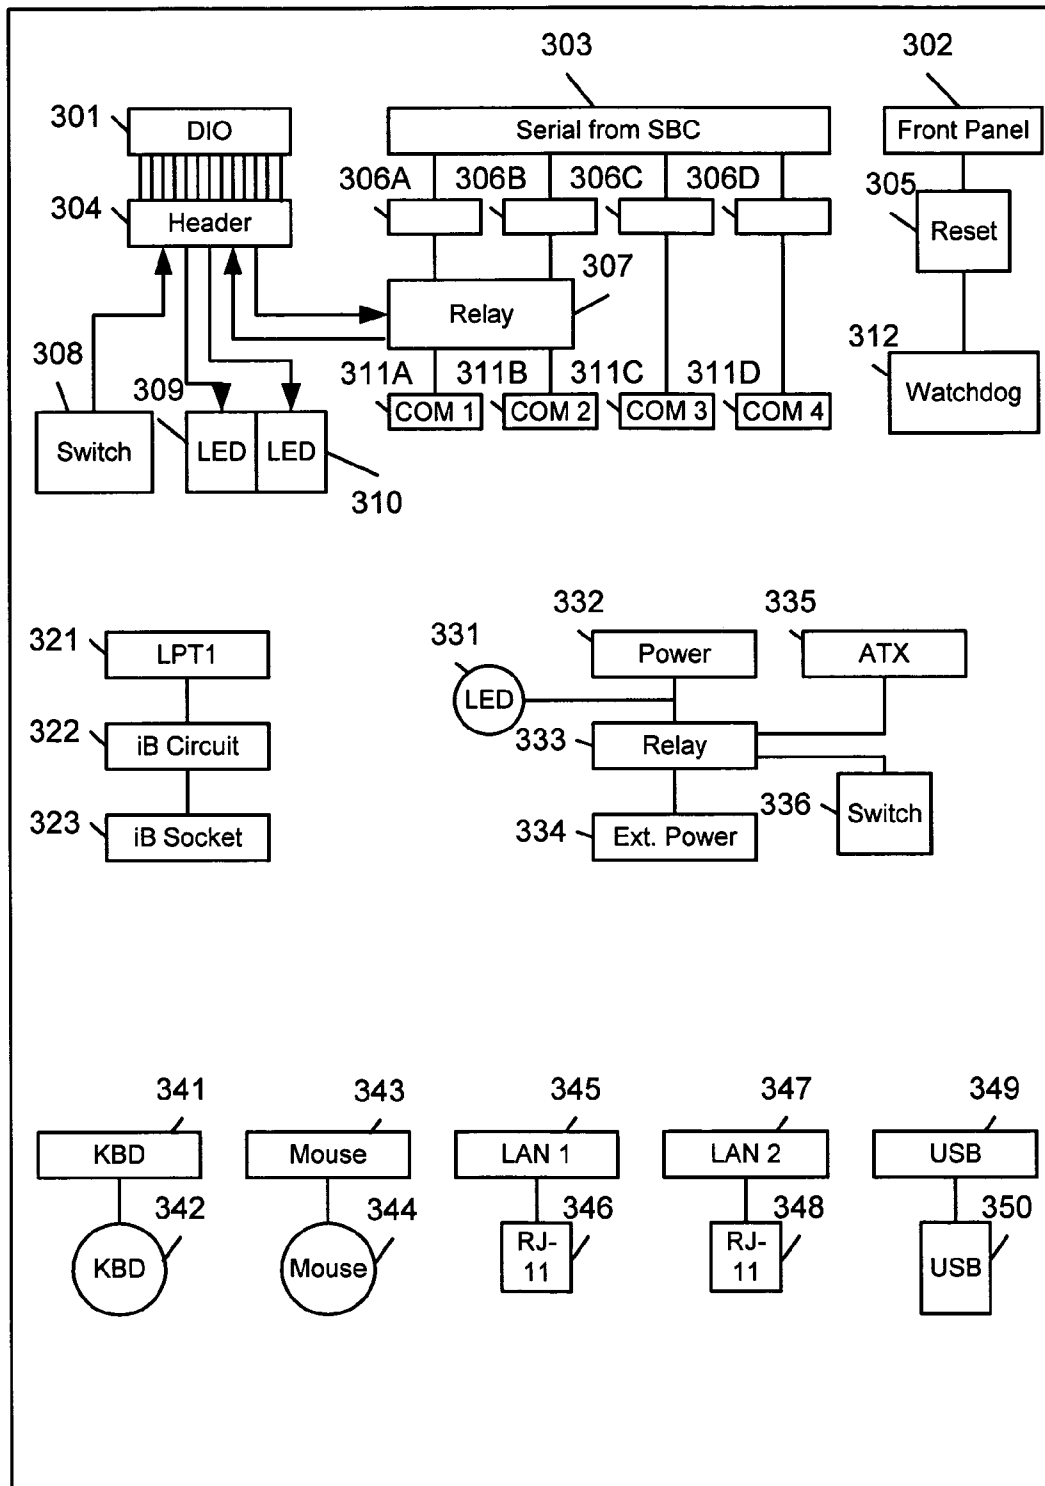 303
302
301
DIO
Serial from SBC
Front Panel
306A
306B
306C
306D
305
304
Header
Reset
307
Relay
308
311A
311B
311C
311D
312
309
COM 1
COM 2
COM 3
COM 4
Watchdog
Switch
LED
LED
310
332
335
321
LPT1
331
Power
ATX
LED
322
iB Circuit
333
Relay
336
Switch
323
iB Socket
334
Ext. Power
341
343
345
347
349
KBD
Mouse
LAN 1
LAN 2
USB
342
344
346
348
350
KBD
Mouse
RJ-
11
RJ-
11
USB